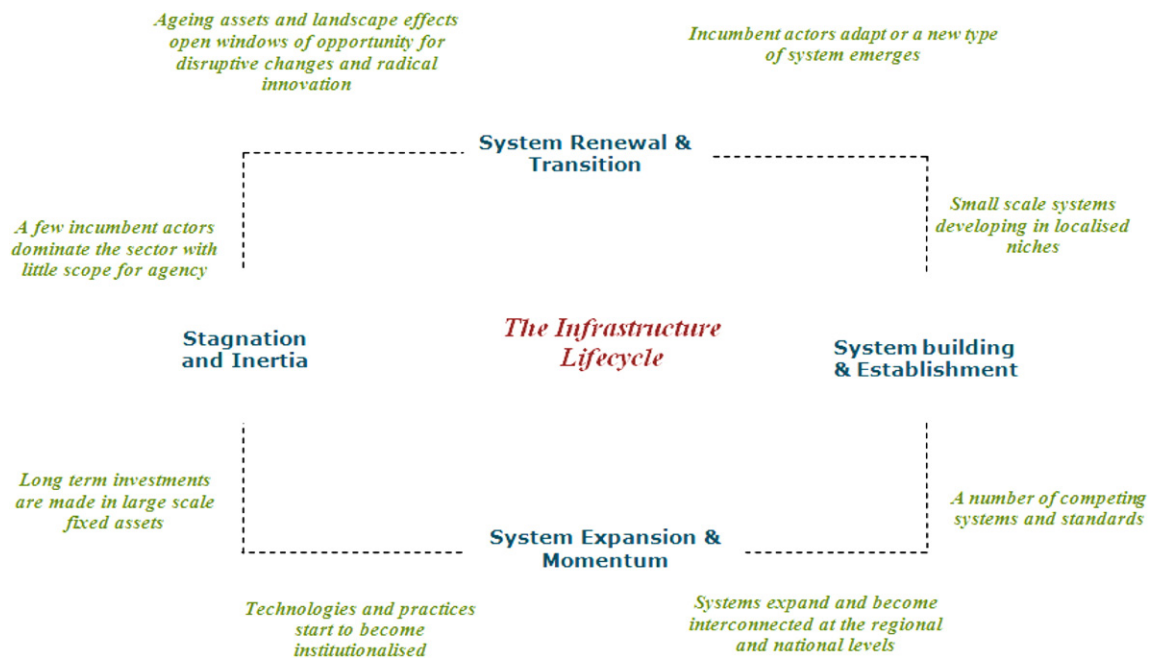 Ageing assets and landscape effects
open windows of opportunity for
disruptive changes and radical
innovation
Incumbent actors adapt or a new type
of system emerges
System Renewal &
Transition
A few incumbent actors
dominate the sector with
little scope for agency
Small scale systems
developing in localised
niches
Stagnation
and Inertia
The Infrastructure
Lifecycle
System building
& Establishment
Long term investments
are made in large scale
fixed assets
A number of competing
systems and standards
System Expansion &
Momentum
Technologies and practices
start to become
institutionalised
Systems expand and become
interconnected at the regional
and national levels